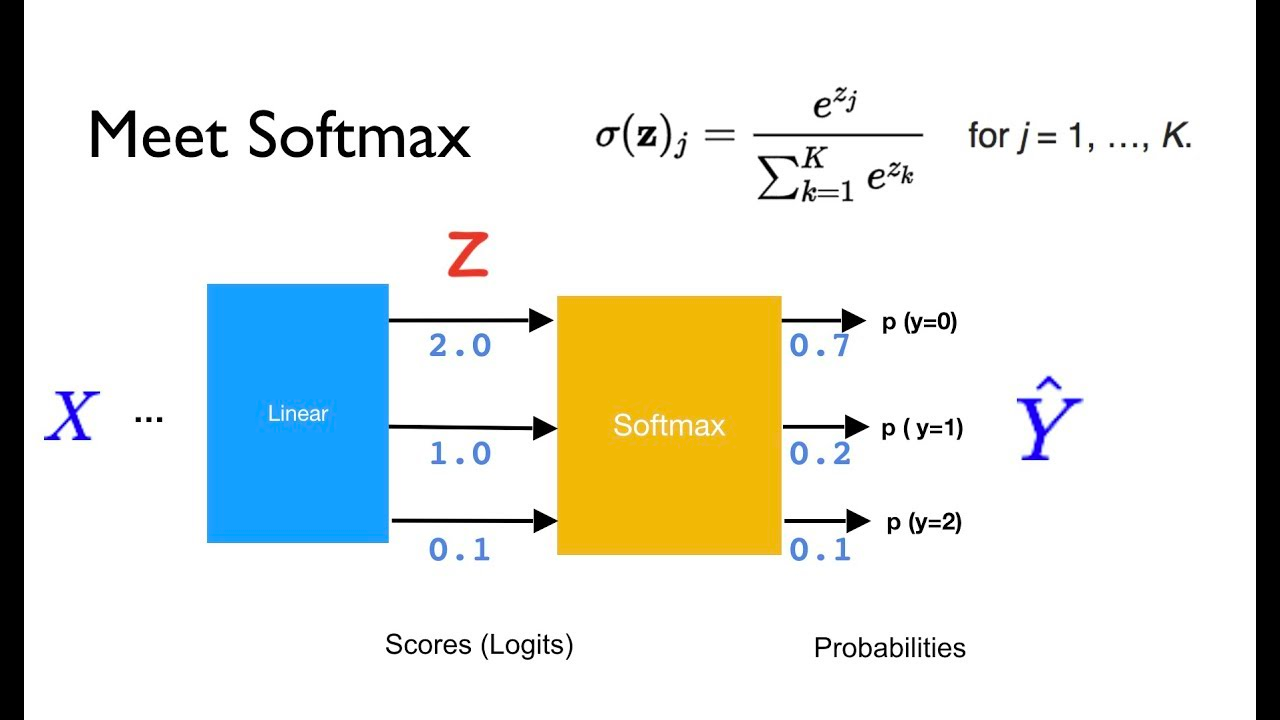 Meet Softmax
σ(z)_j = e^{z_j} / ∑_{k=1}^{K} e^{z_k} for j = 1, …, K.
Z
2.0
0.7
p (y=0)
X ... Linear
Softmax
1.0
0.2
p ( y=1)
Ŷ
0.1
0.1
p (y=2)
Scores (Logits)
Probabilities